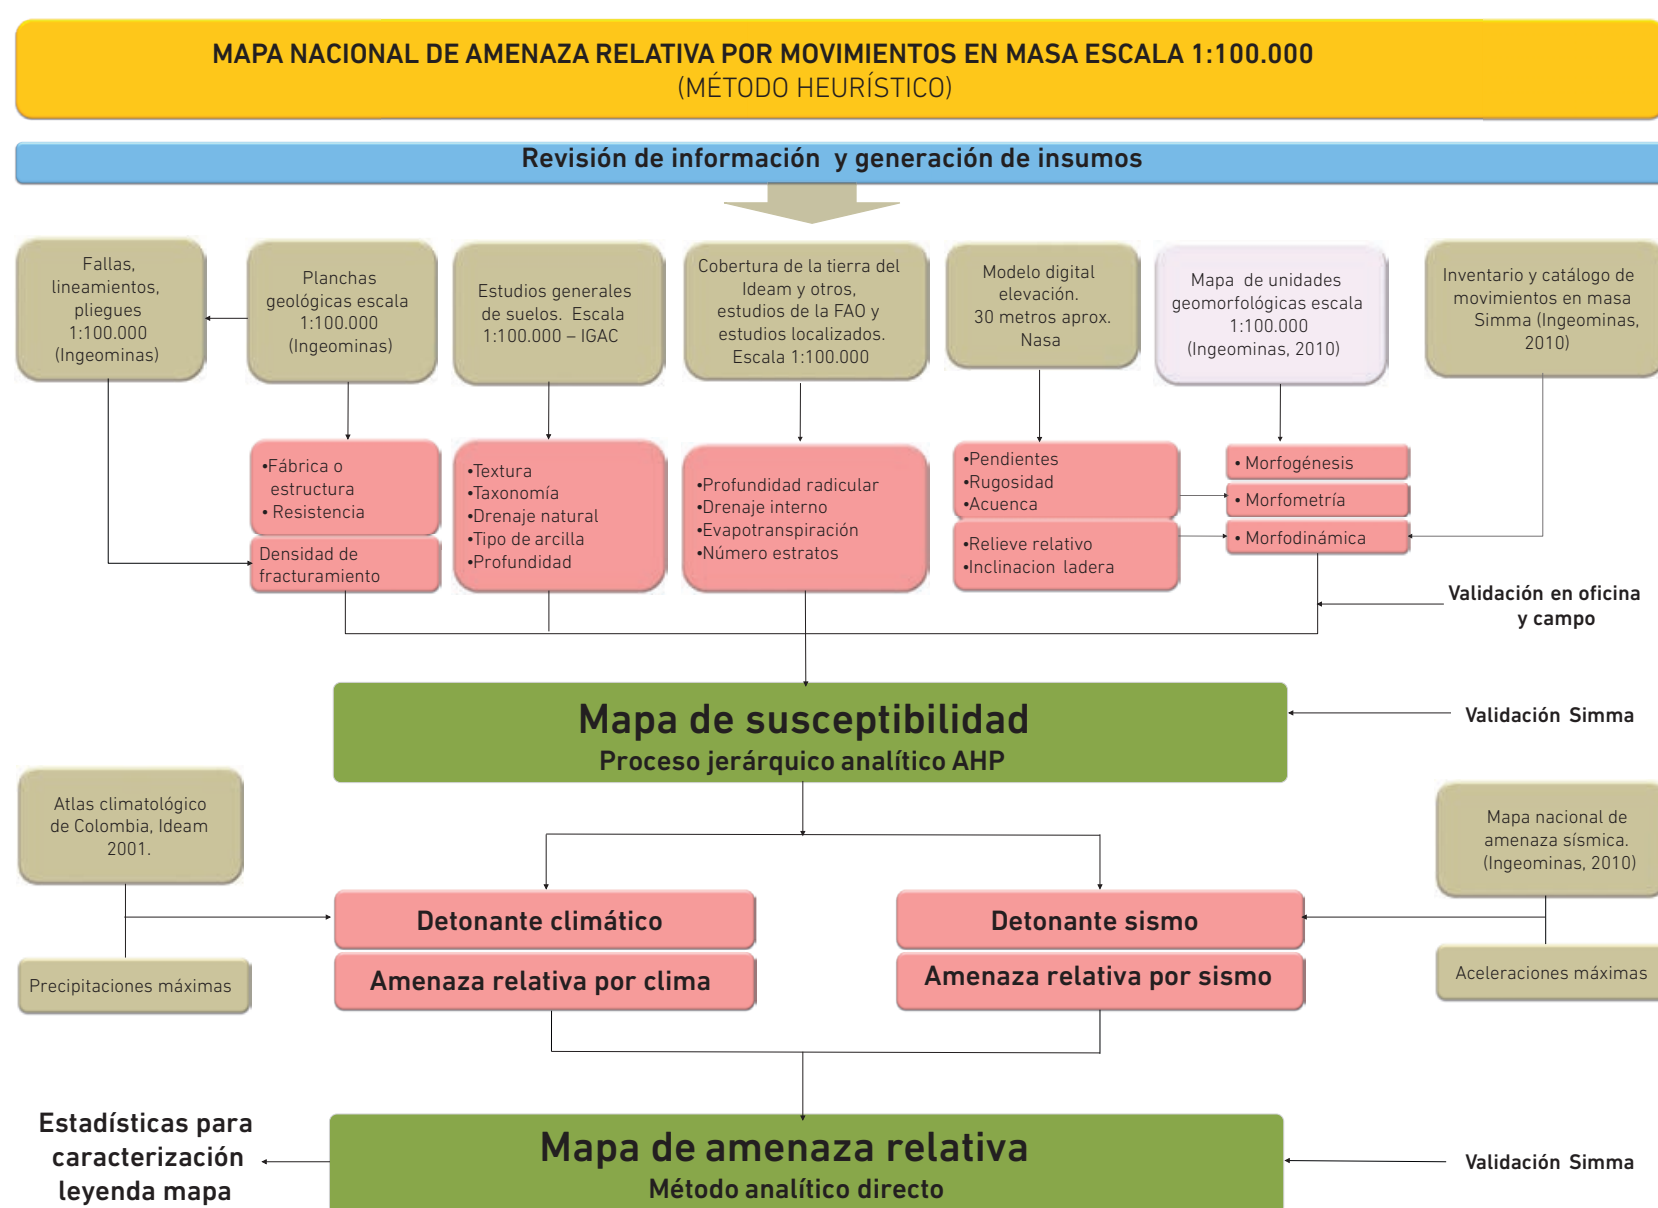 MAPA NACIONAL DE AMENAZA RELATIVA POR MOVIMIENTOS EN MASA ESCALA 1:100.000
(MÉTODO HEURÍSTICO)
Revisión de información y generación de insumos
Fallas,
lineamientos,
pliegues
1:100.000
(Ingeominas)
Planchas
geológicas escala
1:100.000
(Ingeominas)
Estudios generales
de suelos. Escala
1:100.000 – IGAC
Cobertura de la tierra del
Ideam y otros,
estudios de la FAO y
estudios localizados.
Escala 1:100.000
Modelo digital
elevación.
30 metros aprox.
Nasa
Mapa de unidades
geomorfológicas escala
1:100.000
(Ingeominas, 2010)
Inventario y catálogo de
movimientos en masa
Simma (Ingeominas,
2010)
•Fábrica o
estructura
• Resistencia
Densidad de
fracturamiento
•Textura
•Taxonomía
•Drenaje natural
•Tipo de arcilla
•Profundidad
•Profundidad radicular
•Drenaje interno
•Evapotranspiración
•Número estratos
•Pendientes
•Rugosidad
•Acuenca
•Relieve relativo
•Inclinacion ladera
• Morfogénesis
• Morfometría
• Morfodinámica
Validación en oficina
y campo
Mapa de susceptibilidad
Proceso jerárquico analítico AHP
Validación Simma
Atlas climatológico
de Colombia, Ideam
2001.
Precipitaciones máximas
Detonante climático
Amenaza relativa por clima
Detonante sismo
Amenaza relativa por sismo
Mapa nacional de
amenaza sísmica.
(Ingeominas, 2010)
Aceleraciones máximas
Estadísticas para
caracterización
leyenda mapa
Mapa de amenaza relativa
Método analítico directo
Validación Simma